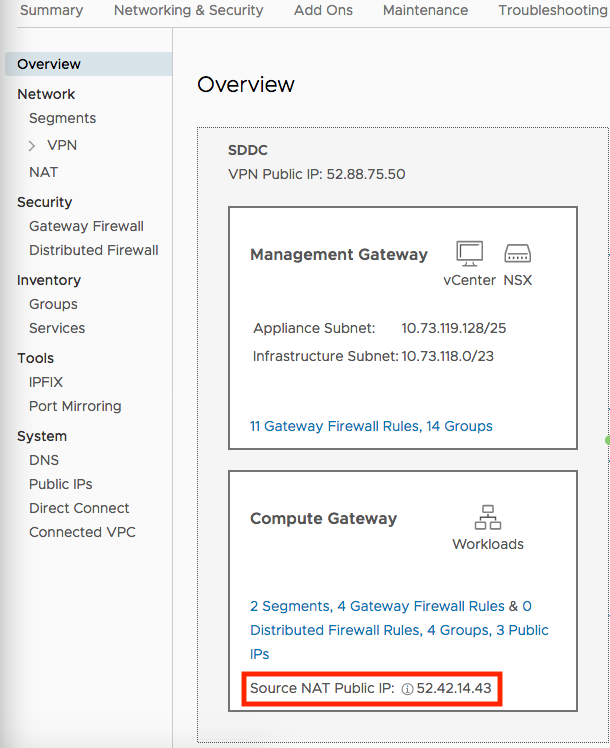 Summary Networking & Security Add Ons Maintenance Troubleshooting
Overview
Network
Segments
VPN
NAT
Security
Gateway Firewall
Distributed Firewall
Inventory
Groups
Services
Tools
IPFIX
Port Mirroring
System
DNS
Public IPs
Direct Connect
Connected VPC
Overview
SDDC
VPN Public IP: 52.88.75.50
Management Gateway
vCenter NSX
Appliance Subnet: 10.73.119.128/25
Infrastructure Subnet: 10.73.118.0/23
11 Gateway Firewall Rules, 14 Groups
Compute Gateway
Workloads
2 Segments, 4 Gateway Firewall Rules & 0
Distributed Firewall Rules, 4 Groups, 3 Public
IPs
Source NAT Public IP: 52.42.14.43